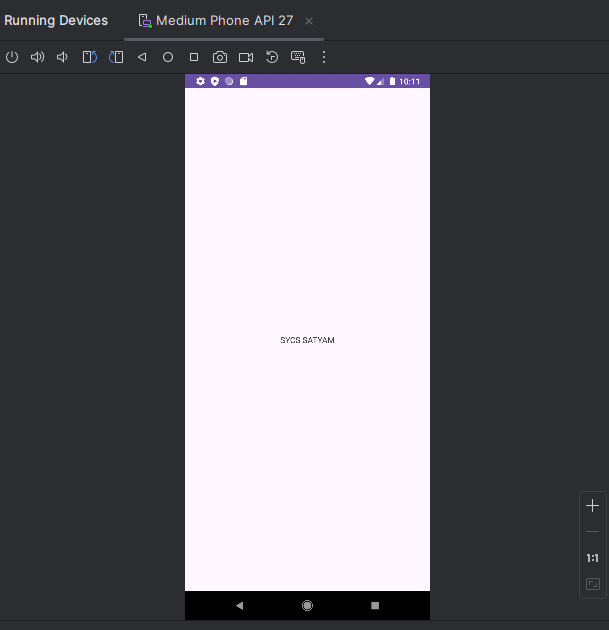 Running Devices
Medium Phone API 27
10:11
SYCS SATYAM
1:1